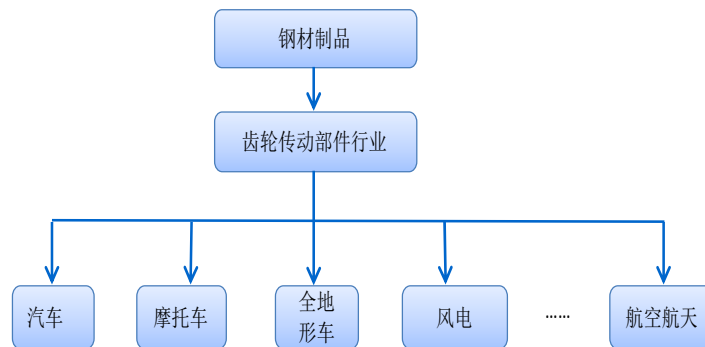 钢材制品
齿轮传动部件行业
汽车
摩托车
全地
形车
风电
……
航空航天